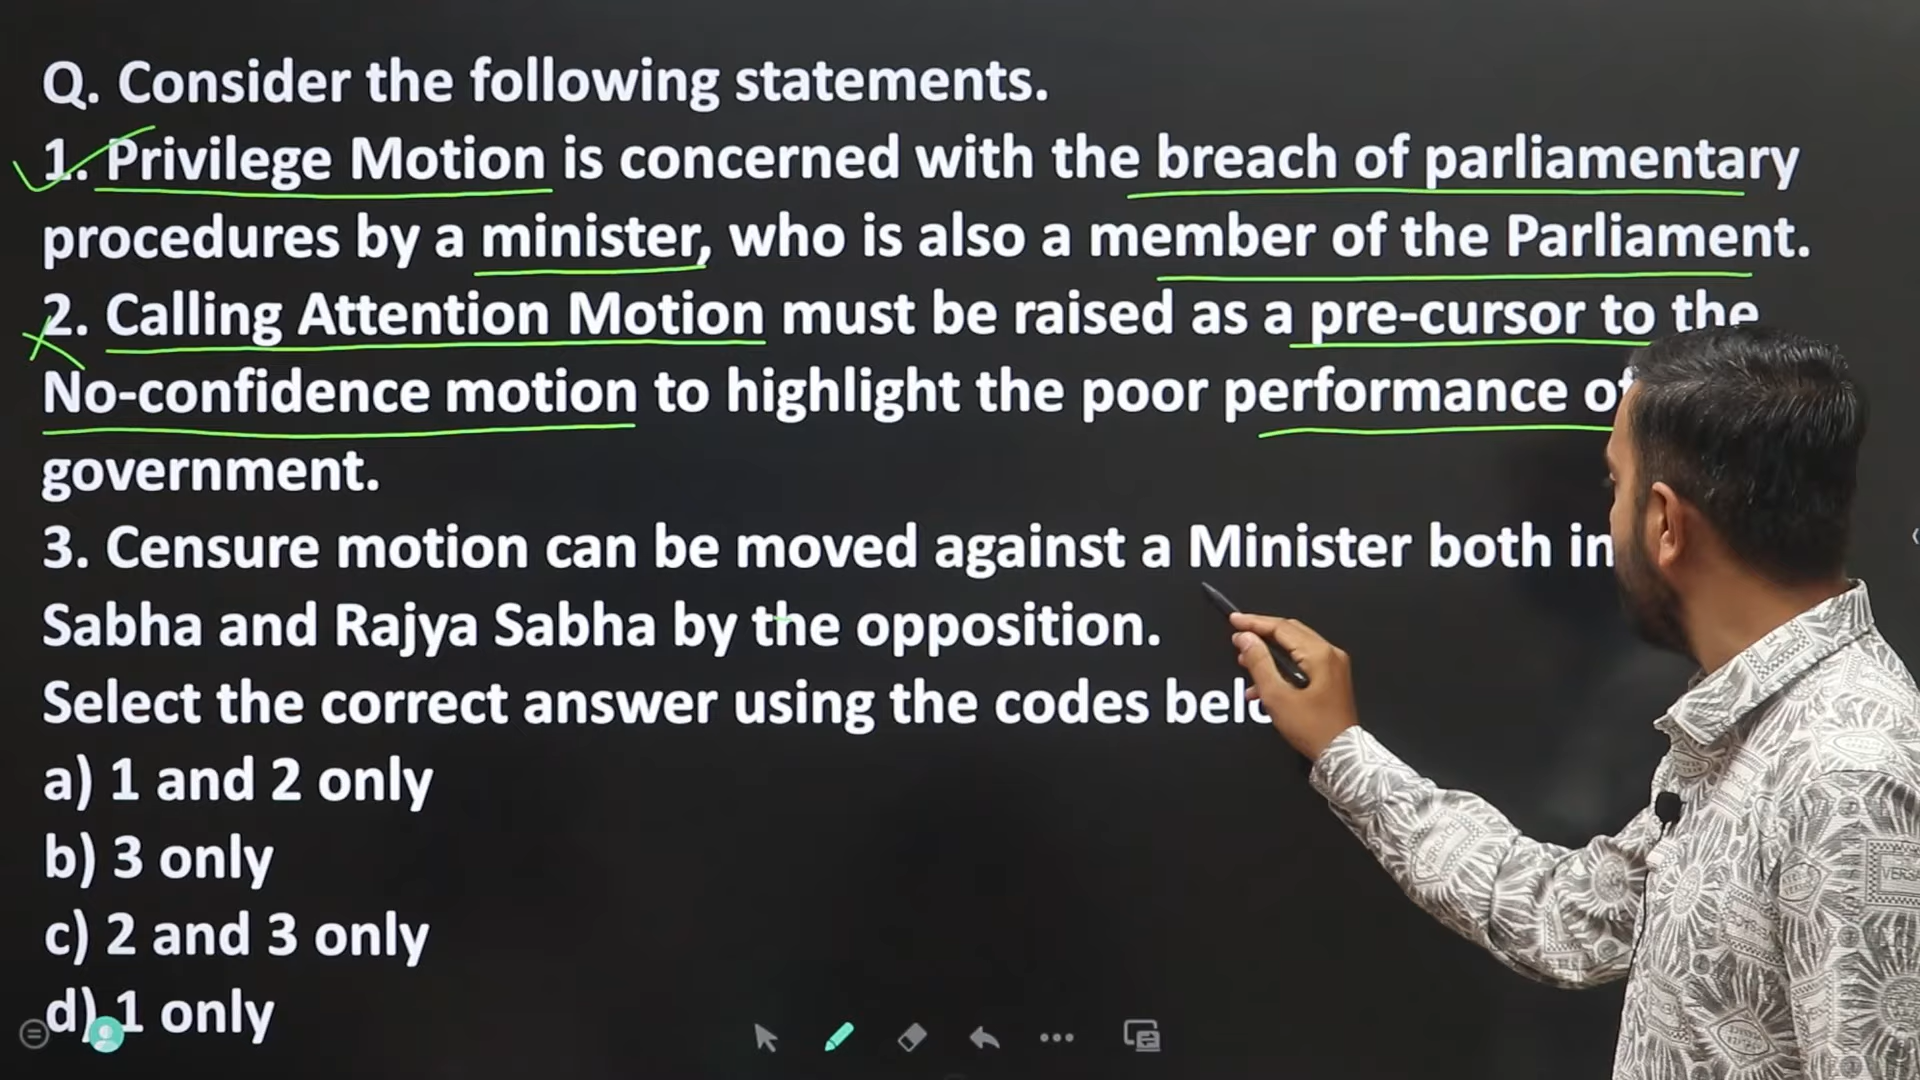 Q. Consider the following statements.
1. Privilege Motion is concerned with the breach of parliamentary
procedures by a minister, who is also a member of the Parliament.
2. Calling Attention Motion must be raised as a pre-cursor to the
No-confidence motion to highlight the poor performance of
government.
3. Censure motion can be moved against a Minister both in
Sabha and Rajya Sabha by the opposition.
Select the correct answer using the codes
a) 1 and 2 only
b) 3 only
c) 2 and 3 only
d) 1 only
VERSACE